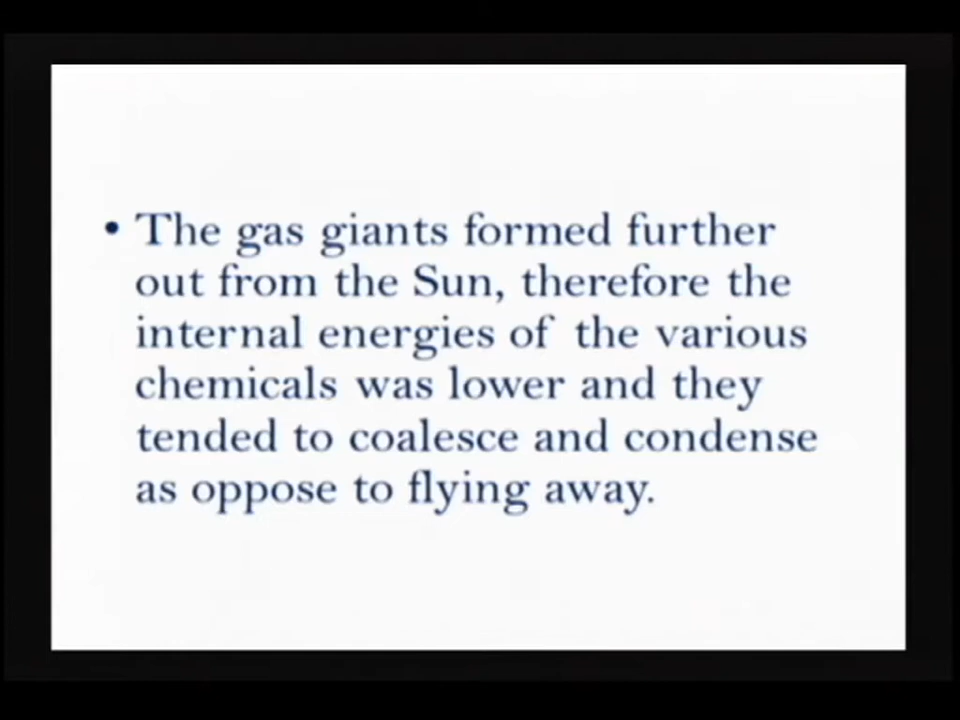 • The gas giants formed further
out from the Sun, therefore the
internal energies of the various
chemicals was lower and they
tended to coalesce and condense
as oppose to flying away.